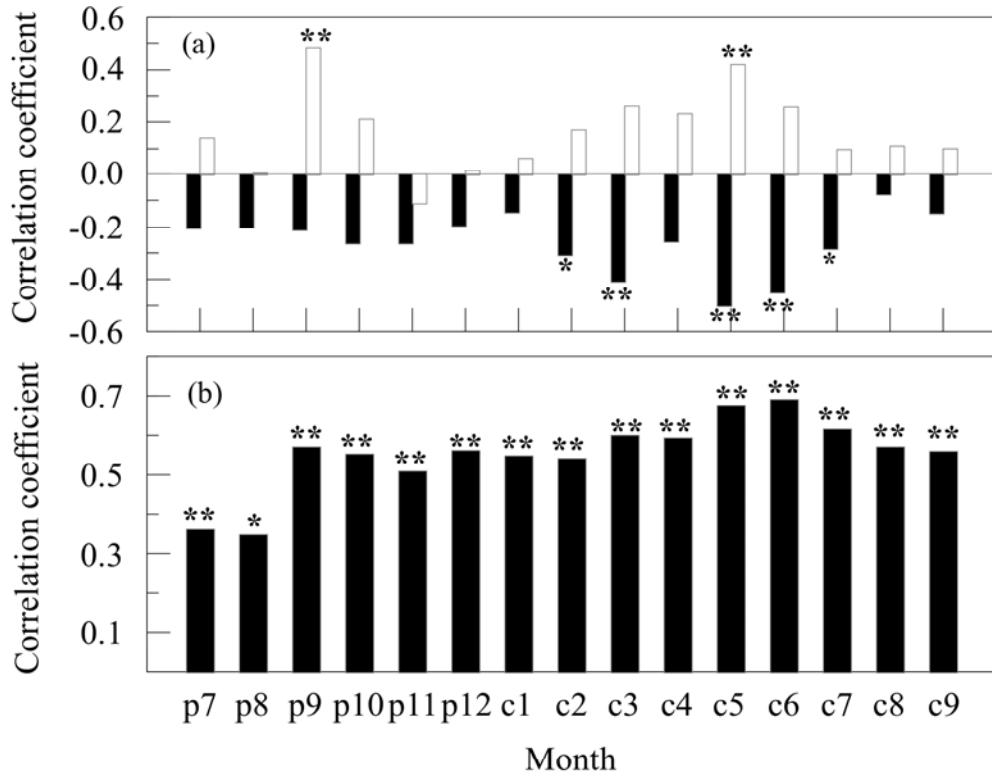 (a)
Correlation coefficient
0.6
0.4
0.2
0.0
-0.2
-0.4
-0.6
** **
* ** ** ** *
(b)
Correlation coefficient
0.7
0.5
0.3
0.1
** * ** ** ** ** ** ** ** ** ** ** ** ** **
p7 p8 p9 p10 p11 p12 c1 c2 c3 c4 c5 c6 c7 c8 c9
Month